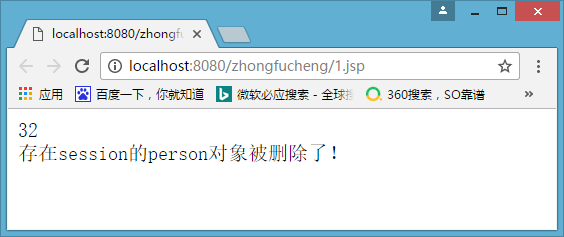 localhost:8080/zhongfu
localhost:8080/zhongfucheng/1.jsp
应用 百度一下，你就知道 微软必应搜索 - 全球搜 360搜索，SO靠谱 »
32
存在session的person对象被删除了！